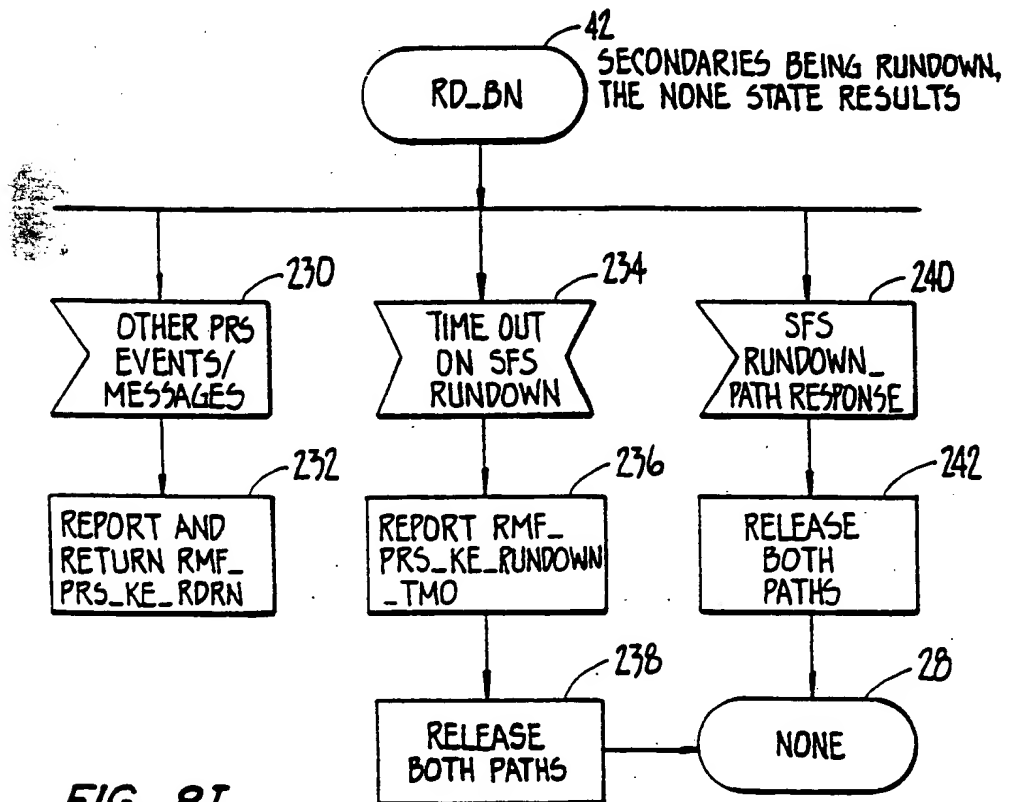 42
RD_BN
SECONDARIES BEING RUNDOWN,
THE NONE STATE RESULTS
230
OTHER PRS
EVENTS/
MESSAGES
234
TIME OUT
ON SFS
RUNDOWN
240
SFS
RUNDOWN_
PATH RESPONSE
232
REPORT AND
RETURN RMF_
PRS_KE_RDRN
236
REPORT RMF_
PRS_KE_RUNDOWN
_TMO
242
RELEASE
BOTH
PATHS
238
RELEASE
BOTH PATHS
28
NONE
FIG. 8I